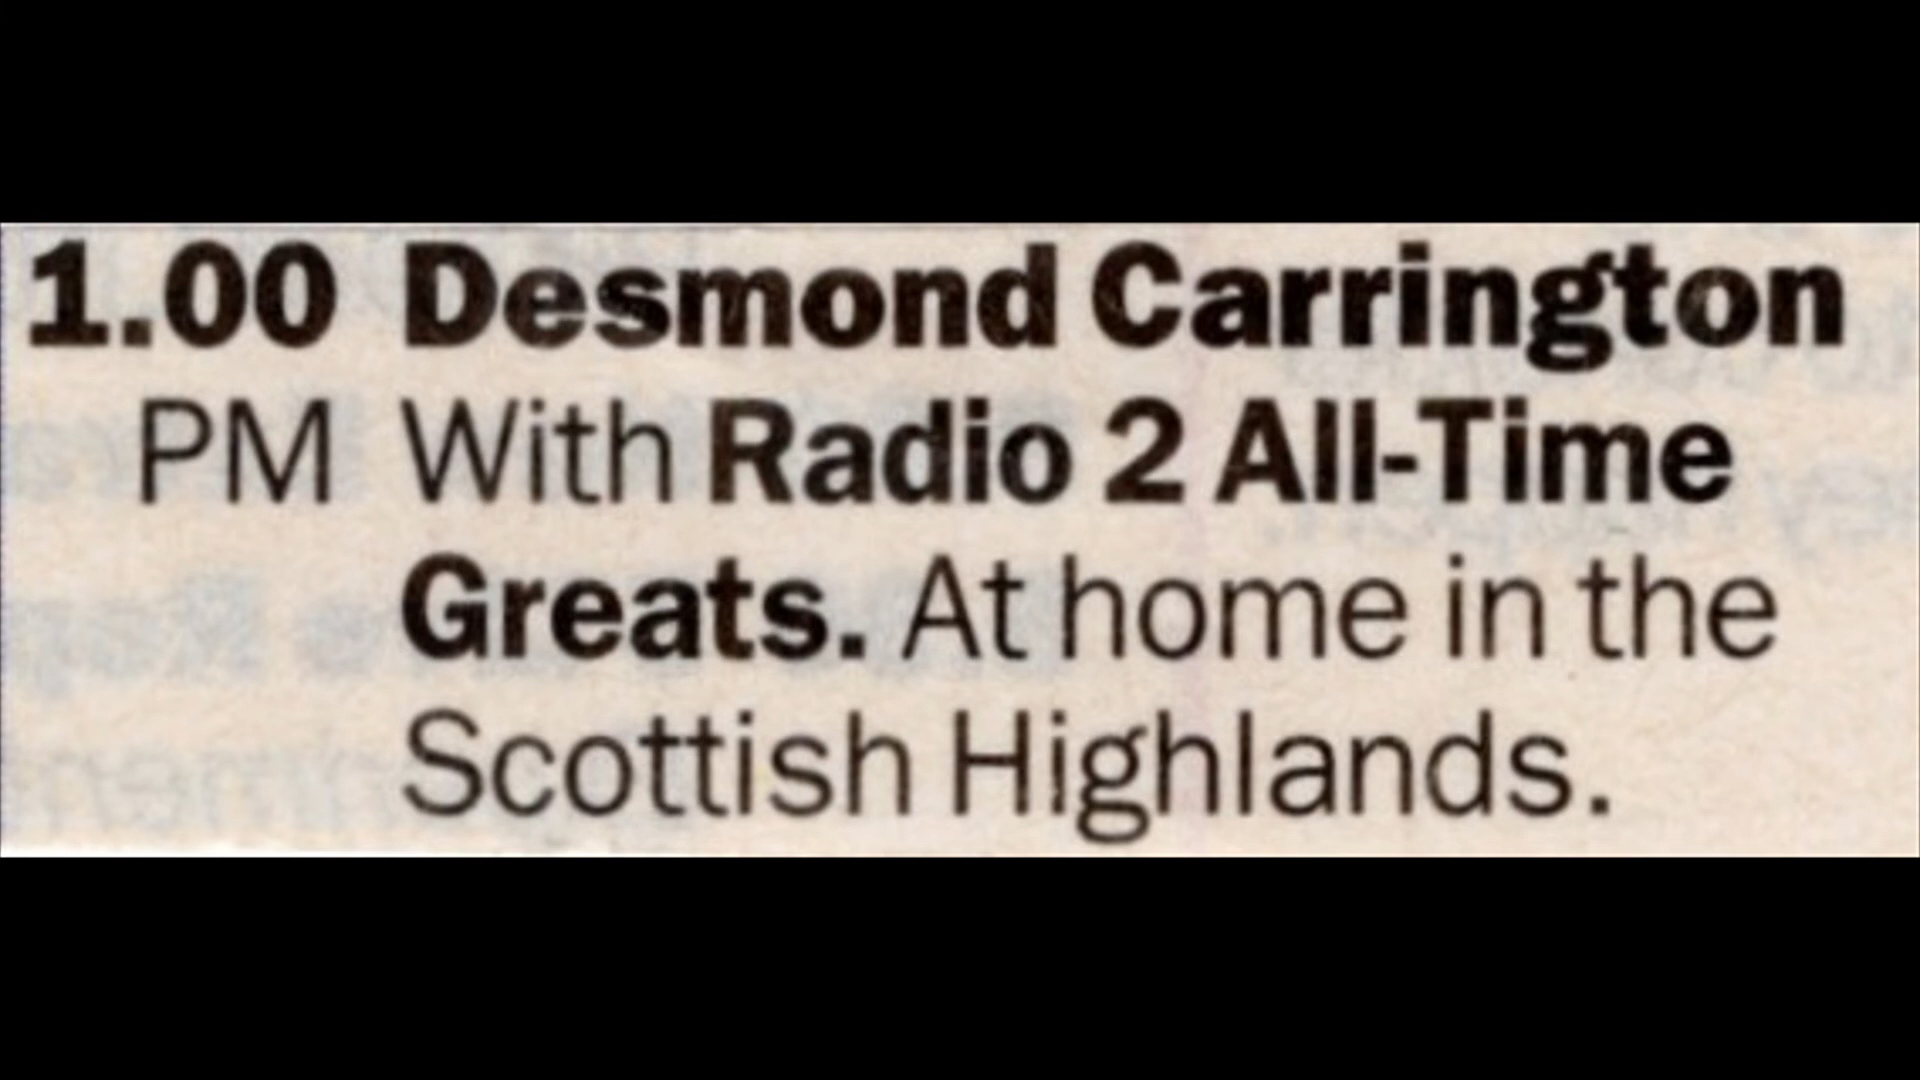 1.00 Desmond Carrington
PM With Radio 2 All-Time
Greats. At home in the
Scottish Highlands.